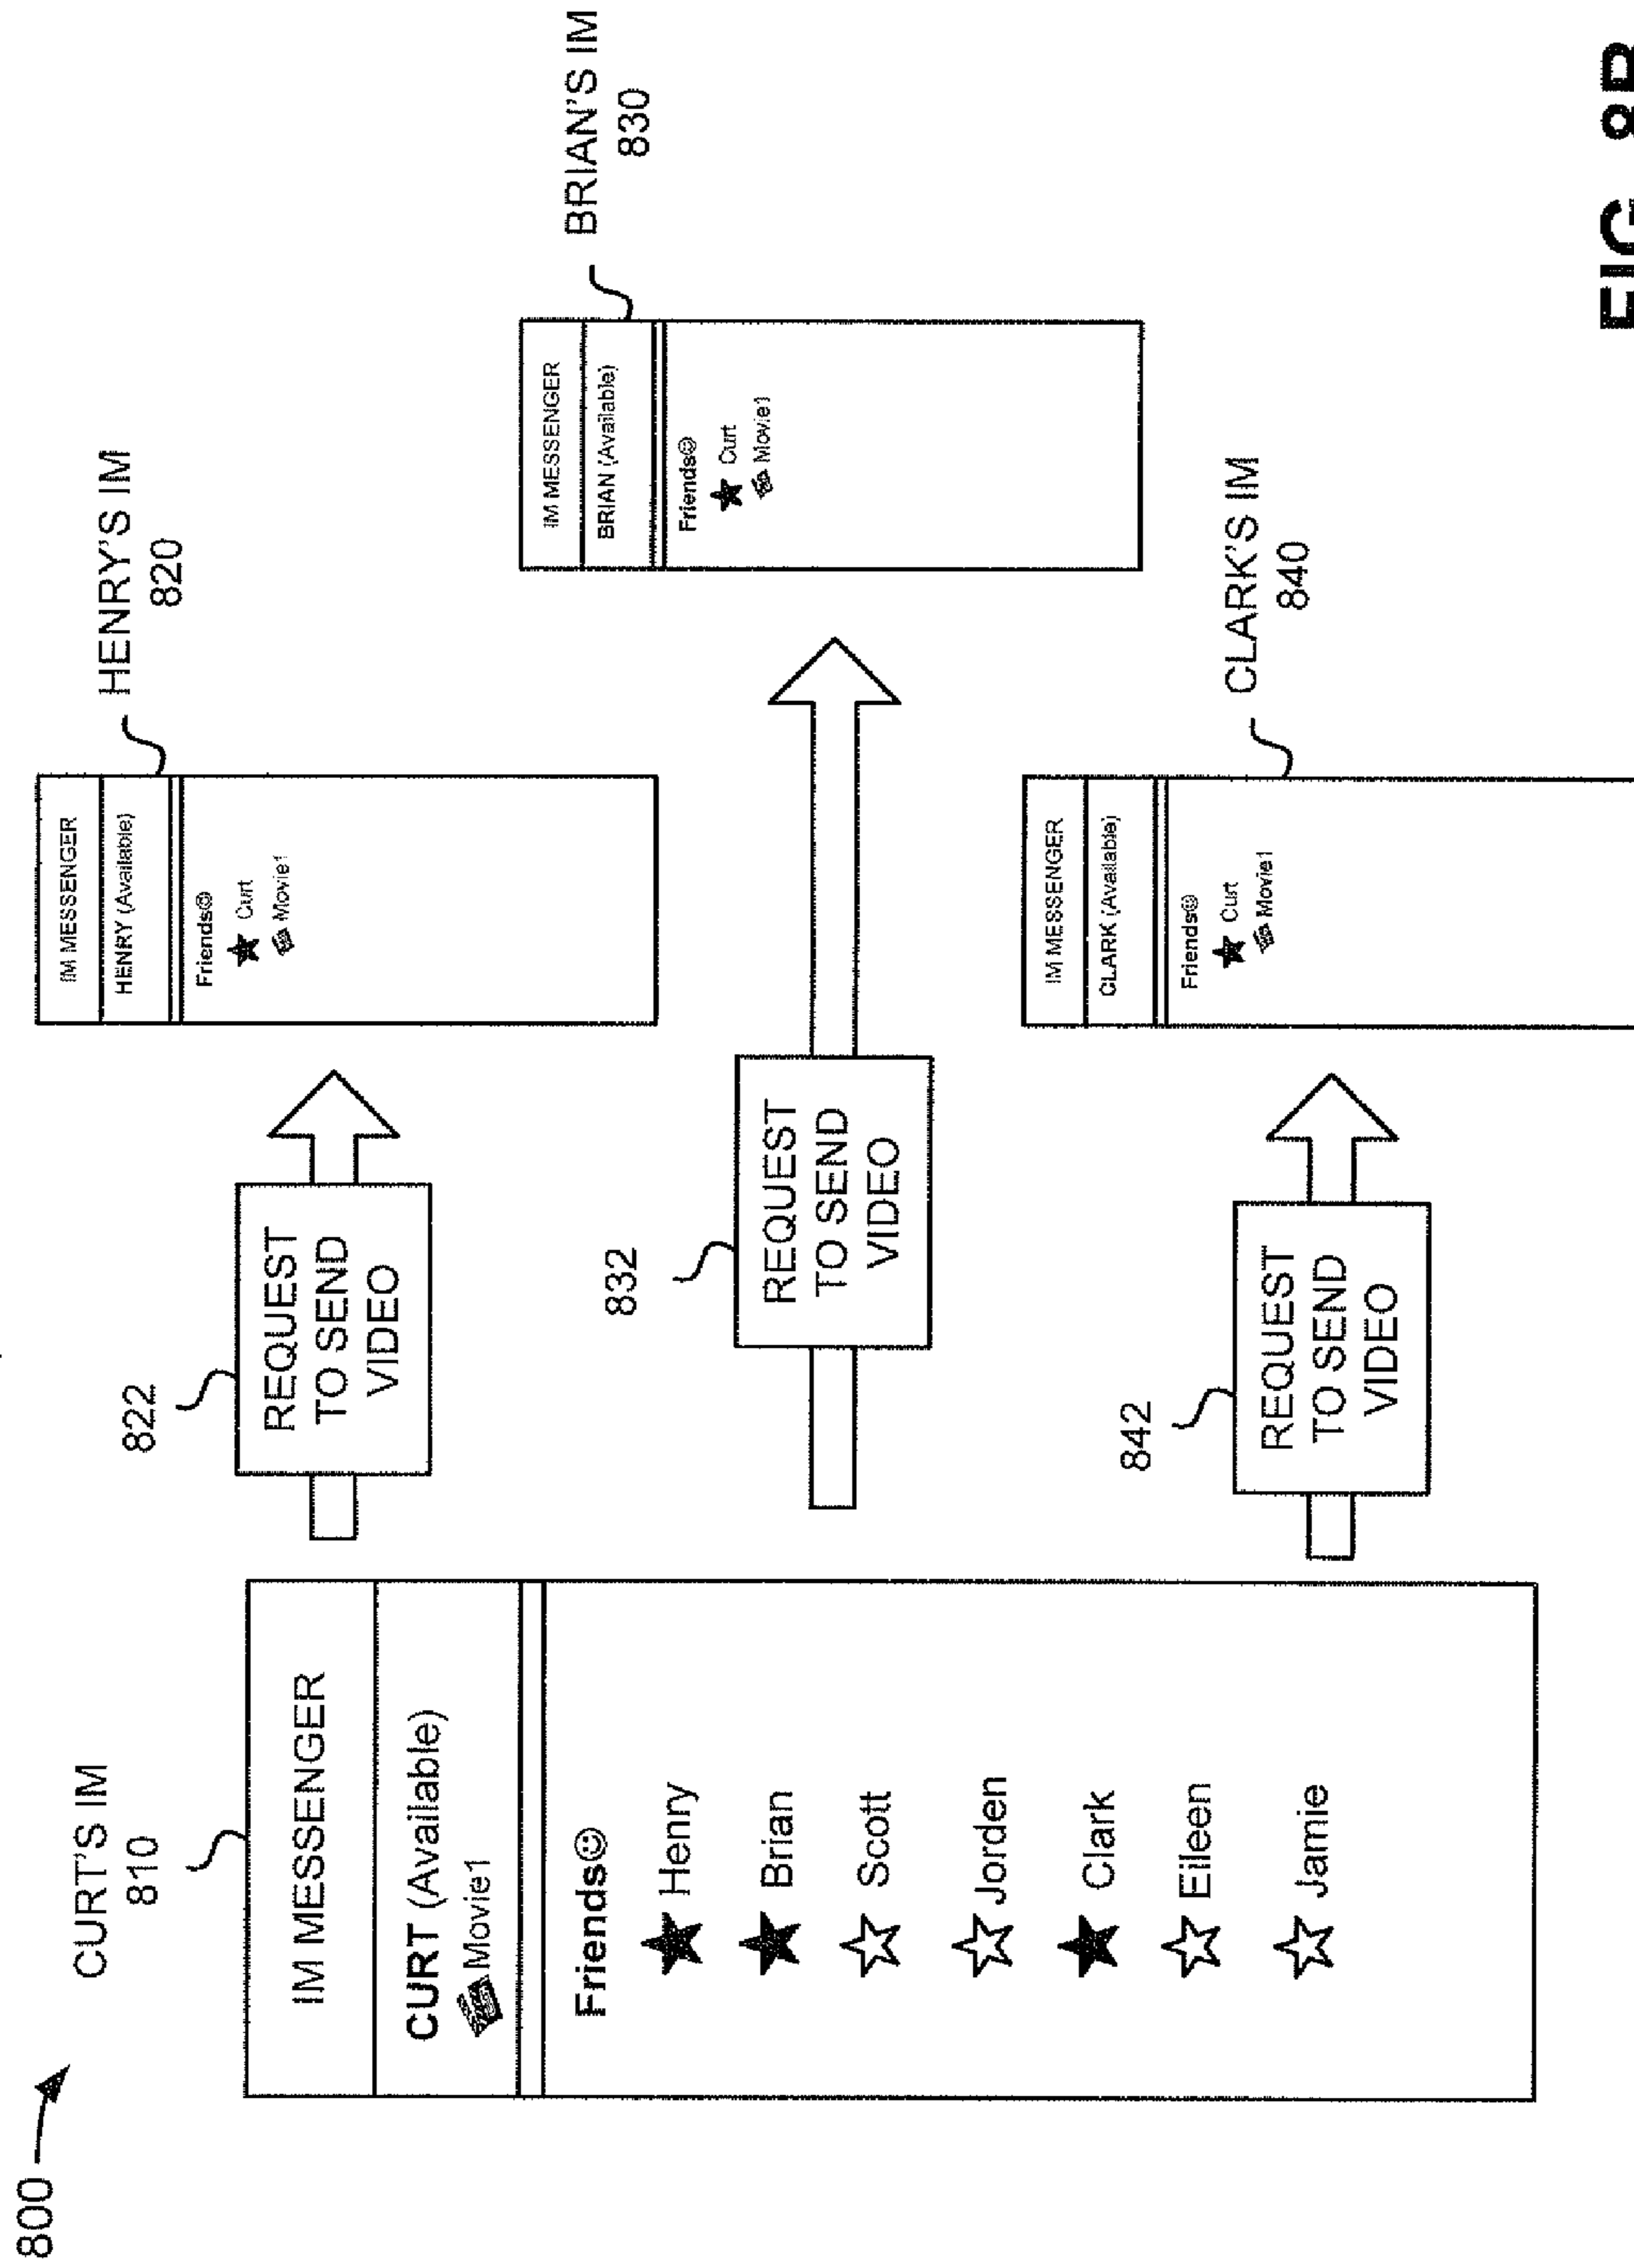 800
CURT'S IM
810
IM MESSENGER
CURT (Available)
Movie1
Friends☺
Henry
Brian
Scott
Jorden
Clark
Eileen
Jamie
822
REQUEST
TO SEND
VIDEO
832
REQUEST
TO SEND
VIDEO
842
REQUEST
TO SEND
VIDEO
HENRY'S IM
820
IM MESSENGER
HENRY (Available)
Friends☺
Curt
Movie1
BRIAN'S IM
830
IM MESSENGER
BRIAN (Available)
Friends☺
Curt
Movie1
CLARK'S IM
840
IM MESSENGER
CLARK (Available)
Friends☺
Curt
Movie1
FIG. 8B